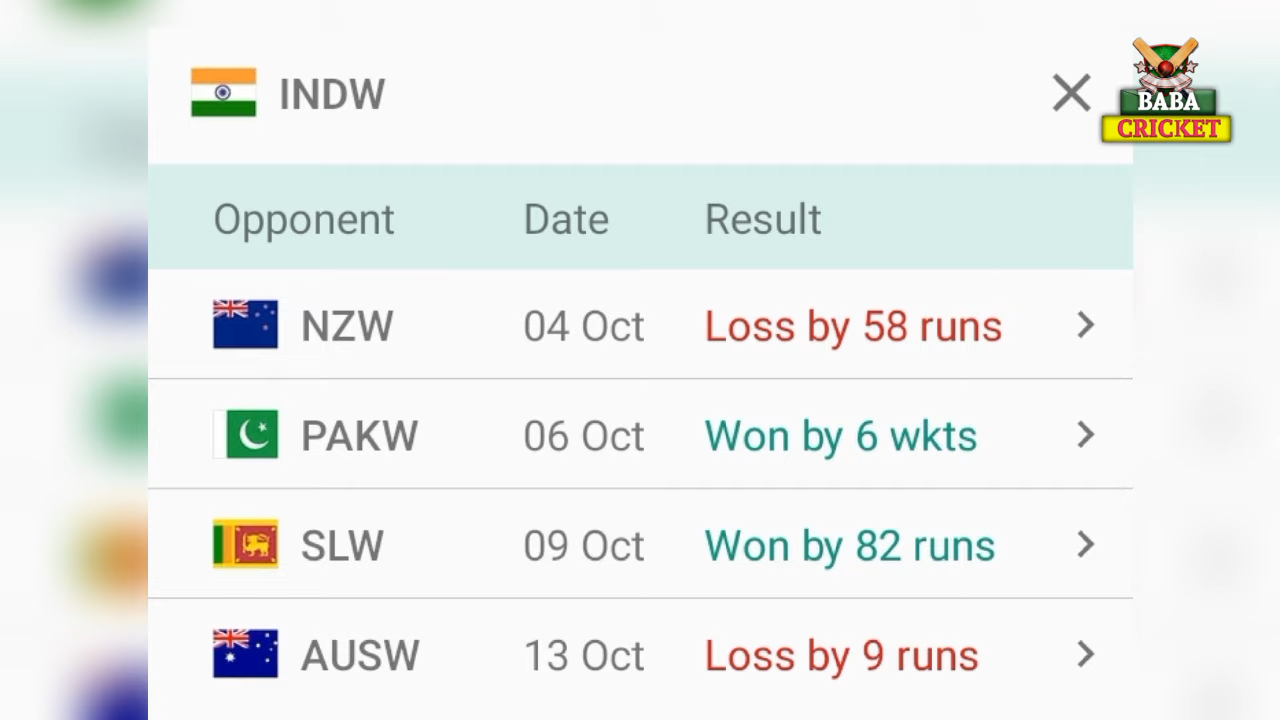 INDW
BABA
CRICKET
Opponent Date Result
NZW 04 Oct Loss by 58 runs
PAKW 06 Oct Won by 6 wkts
SLW 09 Oct Won by 82 runs
AUSW 13 Oct Loss by 9 runs